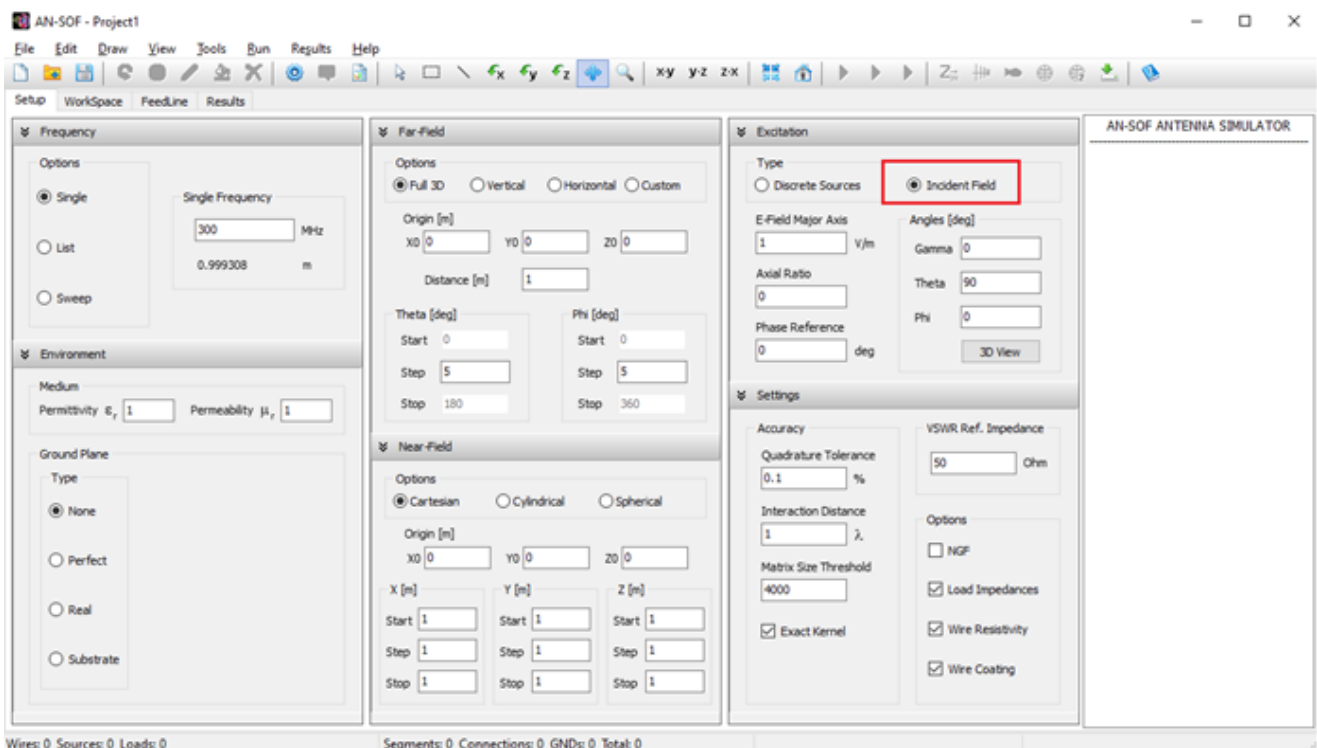 AN-SOF - Project1
File Edit Draw View Tools Run Results Help
x-y y-z z-x
Setup WorkSpace FeedLine Results
Frequency
Options
Single
List
Sweep
Single Frequency
300 MHz
0.999308 m
Environment
Medium
Permittivity εr 1 Permeability μr 1
Ground Plane
Type
None
Perfect
Real
Substrate
Far-Field
Options
Full 3D Vertical Horizontal Custom
Origin [m]
X0 0 Y0 0 Z0 0
Distance [m] 1
Theta [deg] Phi [deg]
Start 0 Start 0
Step 5 Step 5
Stop 180 Stop 360
Near-Field
Options
Cartesian Cylindrical Spherical
Origin [m]
X0 0 Y0 0 Z0 0
X [m] Y [m] Z [m]
Start 1 Start 1 Start 1
Step 1 Step 1 Step 1
Stop 1 Stop 1 Stop 1
Excitation
Type
Discrete Sources Incident Field
E-Field Major Axis
1 V/m
Axial Ratio
0
Phase Reference
0 deg
Angles [deg]
Gamma 0
Theta 90
Phi 0
3D View
Settings
Accuracy
Quadrature Tolerance
0.1 %
Interaction Distance
1 λ
Matrix Size Threshold
4000
Exact Kernel
VSWR Ref. Impedance
50 Ohm
Options
NGF
Load Impedances
Wire Resistivity
Wire Coating
AN-SOF ANTENNA SIMULATOR
Wires: 0 Sources: 0 Loads: 0 Segments: 0 Connections: 0 GNDs: 0 Total: 0